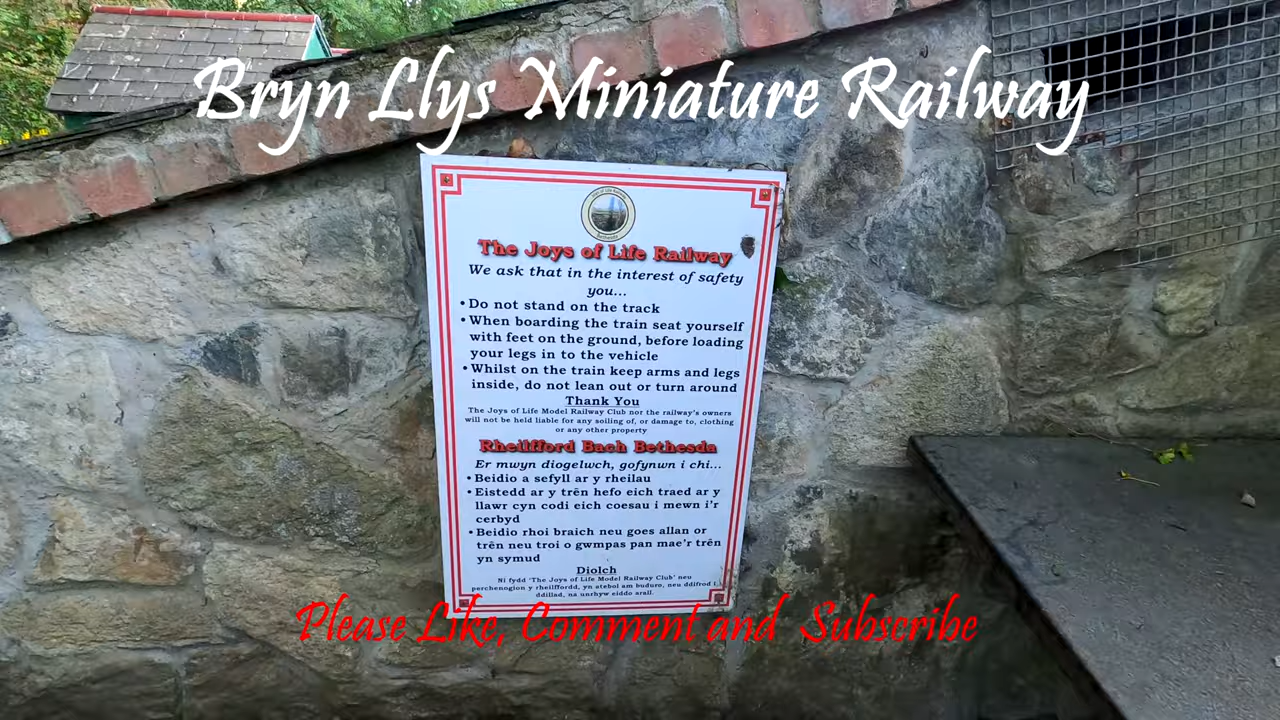 Bryn Llys Miniature Railway
The Joys of Life Railway
We ask that in the interest of safety
you...
• Do not stand on the track
• When boarding the train seat yourself
with feet on the ground, before loading
your legs in to the vehicle
• Whilst on the train keep arms and legs
inside, do not lean out or turn around
Thank You
The Joys of Life Model Railway Club nor the railway's owners
will not be held liable for any soiling of, or damage to, clothing
or any other property
Rheilffordd Bach Bethesda
Er mwyn diogelwch, gofynwn i chi...
• Beidio a sefyll ar y rheilau
• Eistedd ar y trên hefo eich traed ar y
llawr cyn codi eich coesau i mewn i'r
cerbyd
• Beidio rhoi braich neu goes allan or
trên neu troi o gwmpas pan mae'r trên
yn symud
Diolch
Ni fydd 'The Joys of Life Model Railway Club' neu
perchenogion y rheilffordd, yn atebol am buduro, neu ddifrod i
ddillad, na unrhyw eiddo arall.
Please Like, Comment and Subscribe